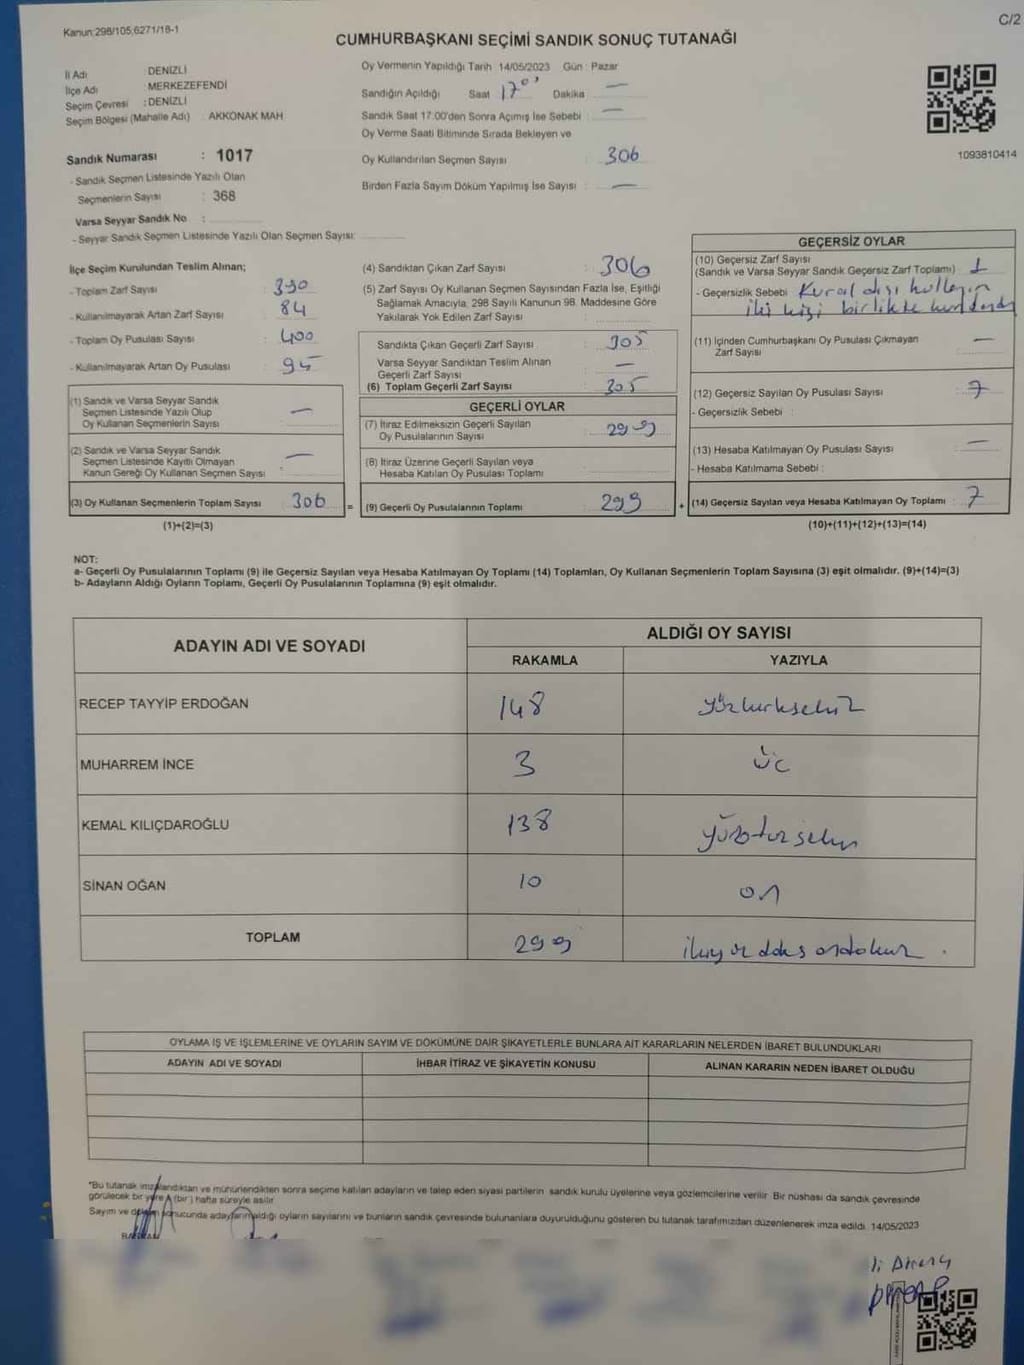 Kanun:298/105;6271/18-1
C/2
CUMHURBAŞKANI SEÇİMİ SANDIK SONUÇ TUTANAĞI
İl Adı : DENİZLİ
İlçe Adı : MERKEZEFENDİ
Seçim Çevresi : DENİZLİ
Seçim Bölgesi (Mahalle Adı) : AKKONAK MAH
Sandık Numarası : 1017
- Sandık Seçmen Listesinde Yazılı Olan
Seçmenlerin Sayısı : 368
Varsa Seyyar Sandık No :
- Seyyar Sandık Seçmen Listesinde Yazılı Olan Seçmen Sayısı:
Oy Vermenin Yapıldığı Tarih 14/05/2023 Gün : Pazar
Sandığın Açıldığı Saat 17⁰⁰ Dakika —
Sandık Saat 17.00'den Sonra Açımış İse Sebebi : —
Oy Verme Saati Bitiminde Sırada Bekleyen ve
Oy Kullandırılan Seçmen Sayısı : 306
Birden Fazla Sayım Döküm Yapılmış İse Sayısı : —
1093810414
İlçe Seçim Kurulundan Teslim Alınan;
- Toplam Zarf Sayısı : 390
- Kullanılmayarak Artan Zarf Sayısı : 84
- Toplam Oy Pusulası Sayısı : 400
- Kullanılmayarak Artan Oy Pusulası : 95
(1) Sandık ve Varsa Seyyar Sandık
Seçmen Listesinde Yazılı Olup
Oy Kullanan Seçmenlerin Sayısı : —
(2) Sandık ve Varsa Seyyar Sandık
Seçmen Listesinde Kayıtlı Olmayan
Kanun Gereği Oy Kullanan Seçmen Sayısı : —
(3) Oy Kullanan Seçmenlerin Toplam Sayısı : 306
=
(1)+(2)=(3)
(4) Sandıktan Çıkan Zarf Sayısı : 306
(5) Zarf Sayısı Oy Kullanan Seçmen Sayısından Fazla İse, Eşitliği
Sağlamak Amacıyla, 298 Sayılı Kanunun 98. Maddesine Göre
Yakılarak Yok Edilen Zarf Sayısı :
Sandıkta Çıkan Geçerli Zarf Sayısı : 305
Varsa Seyyar Sandıktan Teslim Alınan
Geçerli Zarf Sayısı : —
(6) Toplam Geçerli Zarf Sayısı : 305
GEÇERLİ OYLAR
(7) İtiraz Edilmeksizin Geçerli Sayılan
Oy Pusulalarının Sayısı : 299
(8) İtiraz Üzerine Geçerli Sayılan veya
Hesaba Katılan Oy Pusulası Toplamı :
(9) Geçerli Oy Pusulalarının Toplamı : 299
+
GEÇERSİZ OYLAR
(10) Geçersiz Zarf Sayısı
(Sandık ve Varsa Seyyar Sandık Geçersiz Zarf Toplamı) : 1
- Geçersizlik Sebebi : Kural dışı
iki kişi birlikte
(11) İçinden Cumhurbaşkanı Oy Pusulası Çıkmayan
Zarf Sayısı : —
(12) Geçersiz Sayılan Oy Pusulası Sayısı : 7
- Geçersizlik Sebebi :
(13) Hesaba Katılmayan Oy Pusulası Sayısı : —
- Hesaba Katılmama Sebebi :
(14) Geçersiz Sayılan veya Hesaba Katılmayan Oy Toplamı : 7
(10)+(11)+(12)+(13)=(14)
NOT:
a- Geçerli Oy Pusulalarının Toplamı (9) ile Geçersiz Sayılan veya Hesaba Katılmayan Oy Toplamı (14) Toplamları, Oy Kullanan Seçmenlerin Toplam Sayısına (3) eşit olmalıdır. (9)+(14)=(3)
b- Adayların Aldığı Oyların Toplamı, Geçerli Oy Pusulalarının Toplamına (9) eşit olmalıdır.
ADAYIN ADI VE SOYADI ALDIĞI OY SAYISI
RAKAMLA YAZIYLA
RECEP TAYYİP ERDOĞAN 148 yüzkırksekiz
MUHARREM İNCE 3 üç
KEMAL KILIÇDAROĞLU 138 yüzotuzsekiz
SİNAN OĞAN 10 on
TOPLAM 299 ikiyüzdoksandokuz
OYLAMA İŞ VE İŞLEMLERİNE VE OYLARIN SAYIM VE DÖKÜMÜNE DAİR ŞİKAYETLERLE BUNLARA AİT KARARLARIN NELERDEN İBARET BULUNDUKLARI
ADAYIN ADI VE SOYADI İHBAR İTİRAZ VE ŞİKAYETİN KONUSU ALINAN KARARIN NEDEN İBARET OLDUĞU
"Bu tutanak imzalandıktan ve mühürlendikten sonra seçime katılan adayların ve talep eden siyasi partilerin sandık kurulu üyelerine veya gözlemcilerine verilir. Bir nüshası da sandık çevresinde
görülecek bir yere (bir) hafta süreyle asılır.
Sayım ve döküm sonucunda adayların aldığı oyların sayılarını ve bunların sandık çevresinde bulunanlara duyurulduğunu gösteren bu tutanak tarafımızdan düzenlenerek imza edildi. 14/05/2023
BAŞKAN